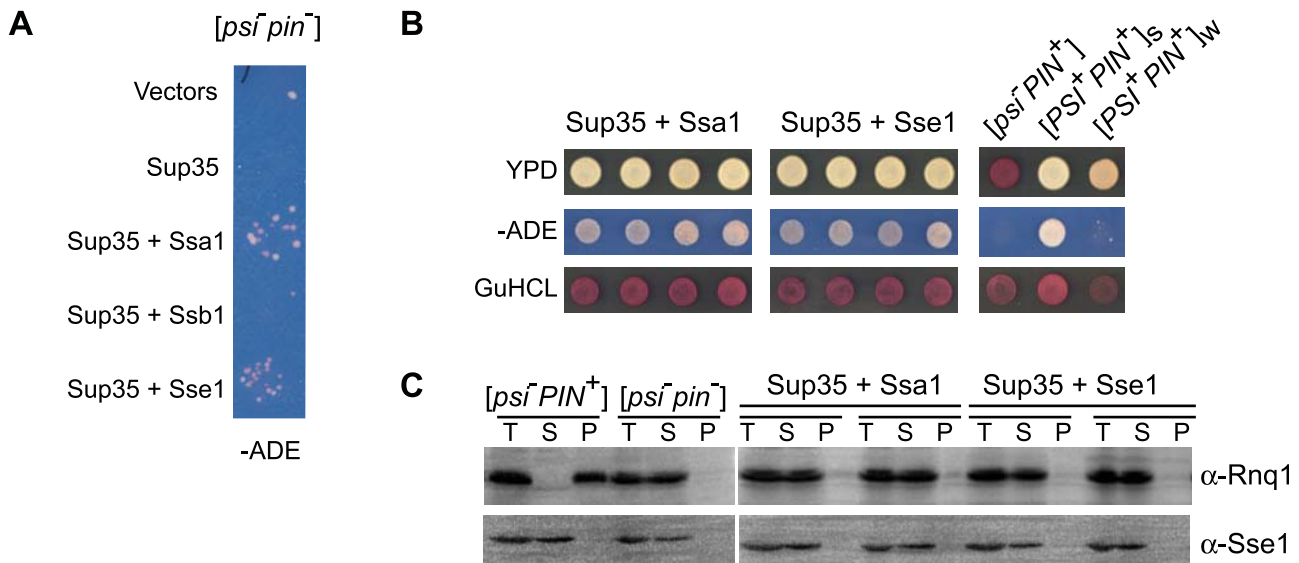 A
[psi⁻ pin⁻]
Vectors
Sup35
Sup35 + Ssa1
Sup35 + Ssb1
Sup35 + Sse1
-ADE
B
Sup35 + Ssa1
Sup35 + Sse1
[psi⁻ PIN⁺]
[PSI⁺ PIN⁺]s
[PSI⁺ PIN⁺]w
YPD
-ADE
GuHCL
C
[psi⁻ PIN⁺] [psi⁻ pin⁻] Sup35 + Ssa1 Sup35 + Sse1
T S P T S P T S P T S P T S P T S P
α-Rnq1
α-Sse1